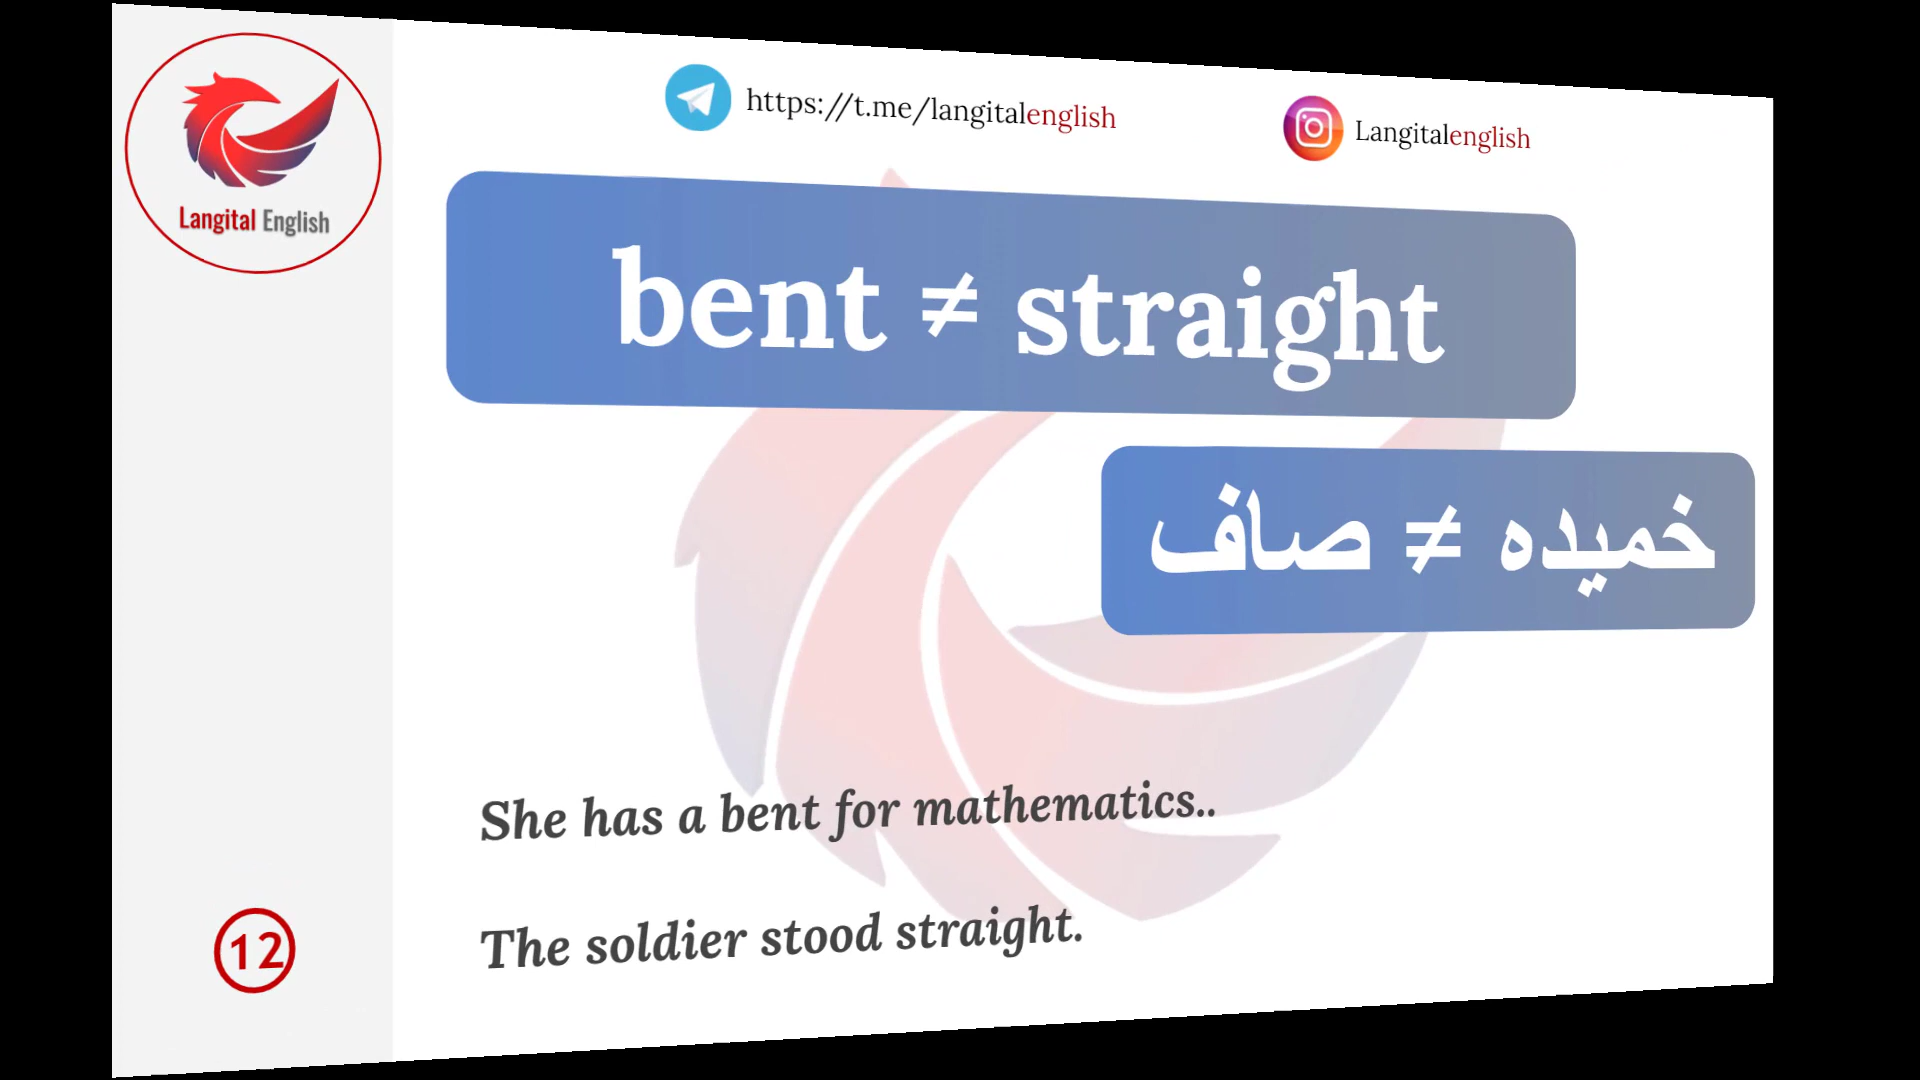 Langital English
https://t.me/langitalenglish
Langitalenglish
bent ≠ straight
خمیده ≠ صاف
She has a bent for mathematics..
The soldier stood straight.
12